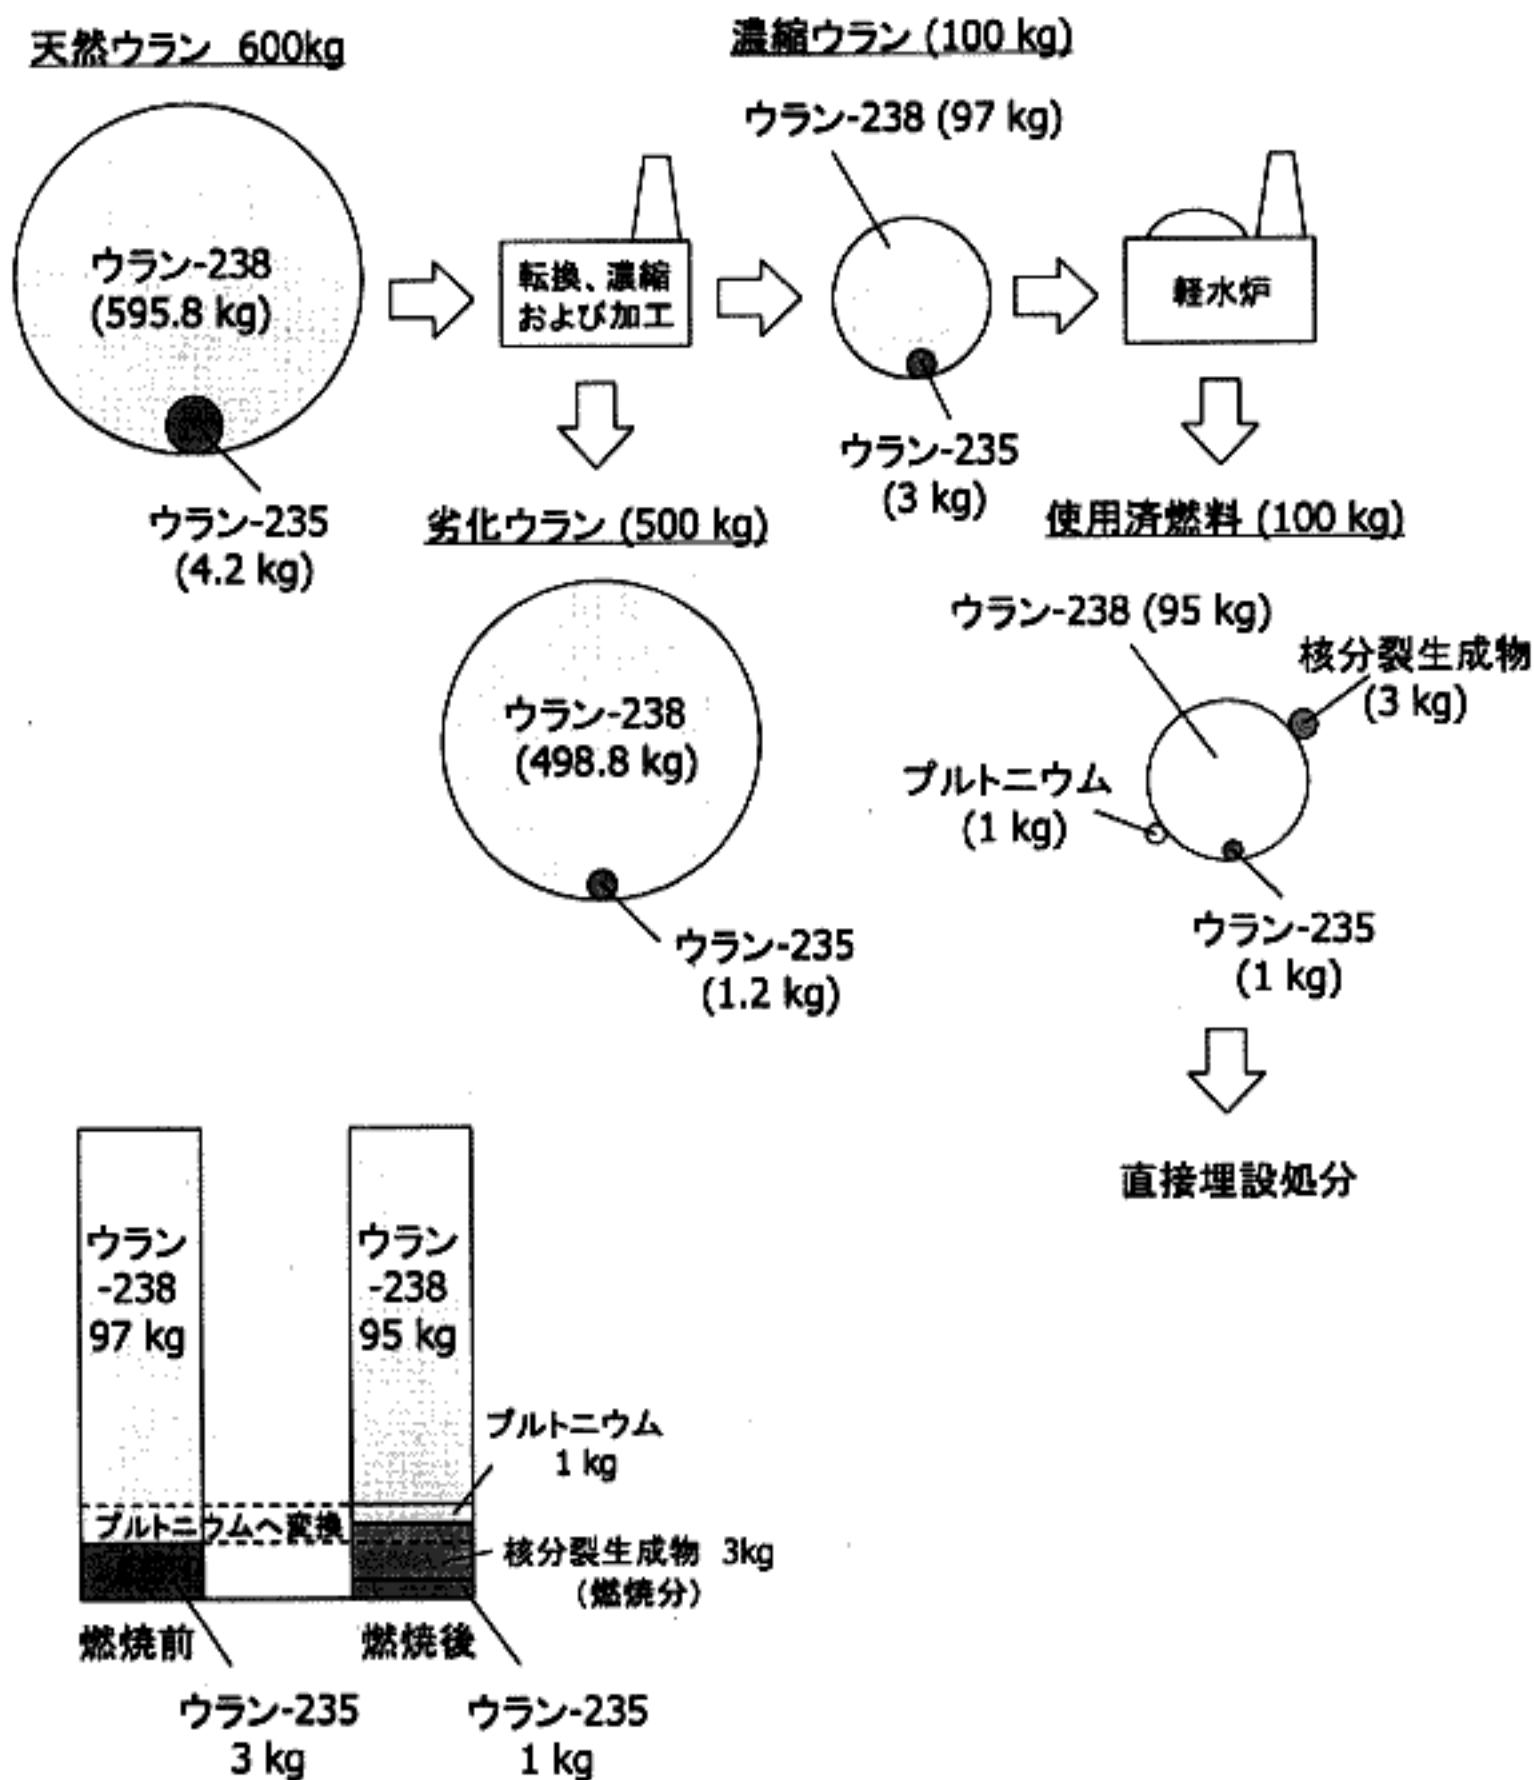 天然ウラン 600kg
ウラン-238
(595.8 kg)
ウラン-235
(4.2 kg)
転換、濃縮
および加工
濃縮ウラン (100 kg)
ウラン-238 (97 kg)
ウラン-235
(3 kg)
軽水炉
劣化ウラン (500 kg)
ウラン-238
(498.8 kg)
ウラン-235
(1.2 kg)
使用済燃料 (100 kg)
ウラン-238 (95 kg)
核分裂生成物
(3 kg)
プルトニウム
(1 kg)
ウラン-235
(1 kg)
直接埋設処分
ウラン
-238
97 kg
ウラン
-238
95 kg
プルトニウム
1 kg
プルトニウムへ変換
核分裂生成物 3kg
(燃焼分)
燃焼前
燃焼後
ウラン-235
3 kg
ウラン-235
1 kg